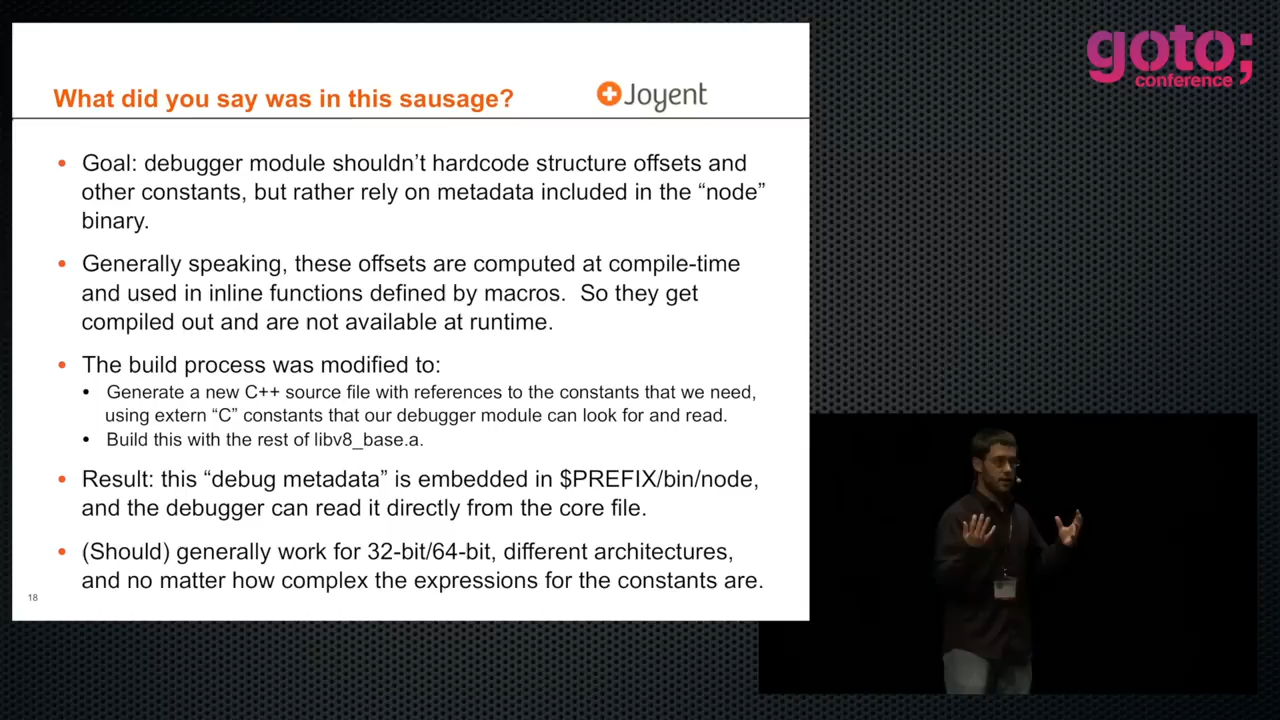 goto;
conference
What did you say was in this sausage?
Joyent
• Goal: debugger module shouldn’t hardcode structure offsets and
other constants, but rather rely on metadata included in the “node”
binary.
• Generally speaking, these offsets are computed at compile-time
and used in inline functions defined by macros.  So they get
compiled out and are not available at runtime.
• The build process was modified to:
• Generate a new C++ source file with references to the constants that we need,
using extern “C” constants that our debugger module can look for and read.
• Build this with the rest of libv8_base.a.
• Result: this “debug metadata” is embedded in $PREFIX/bin/node,
and the debugger can read it directly from the core file.
• (Should) generally work for 32-bit/64-bit, different architectures,
and no matter how complex the expressions for the constants are.
18